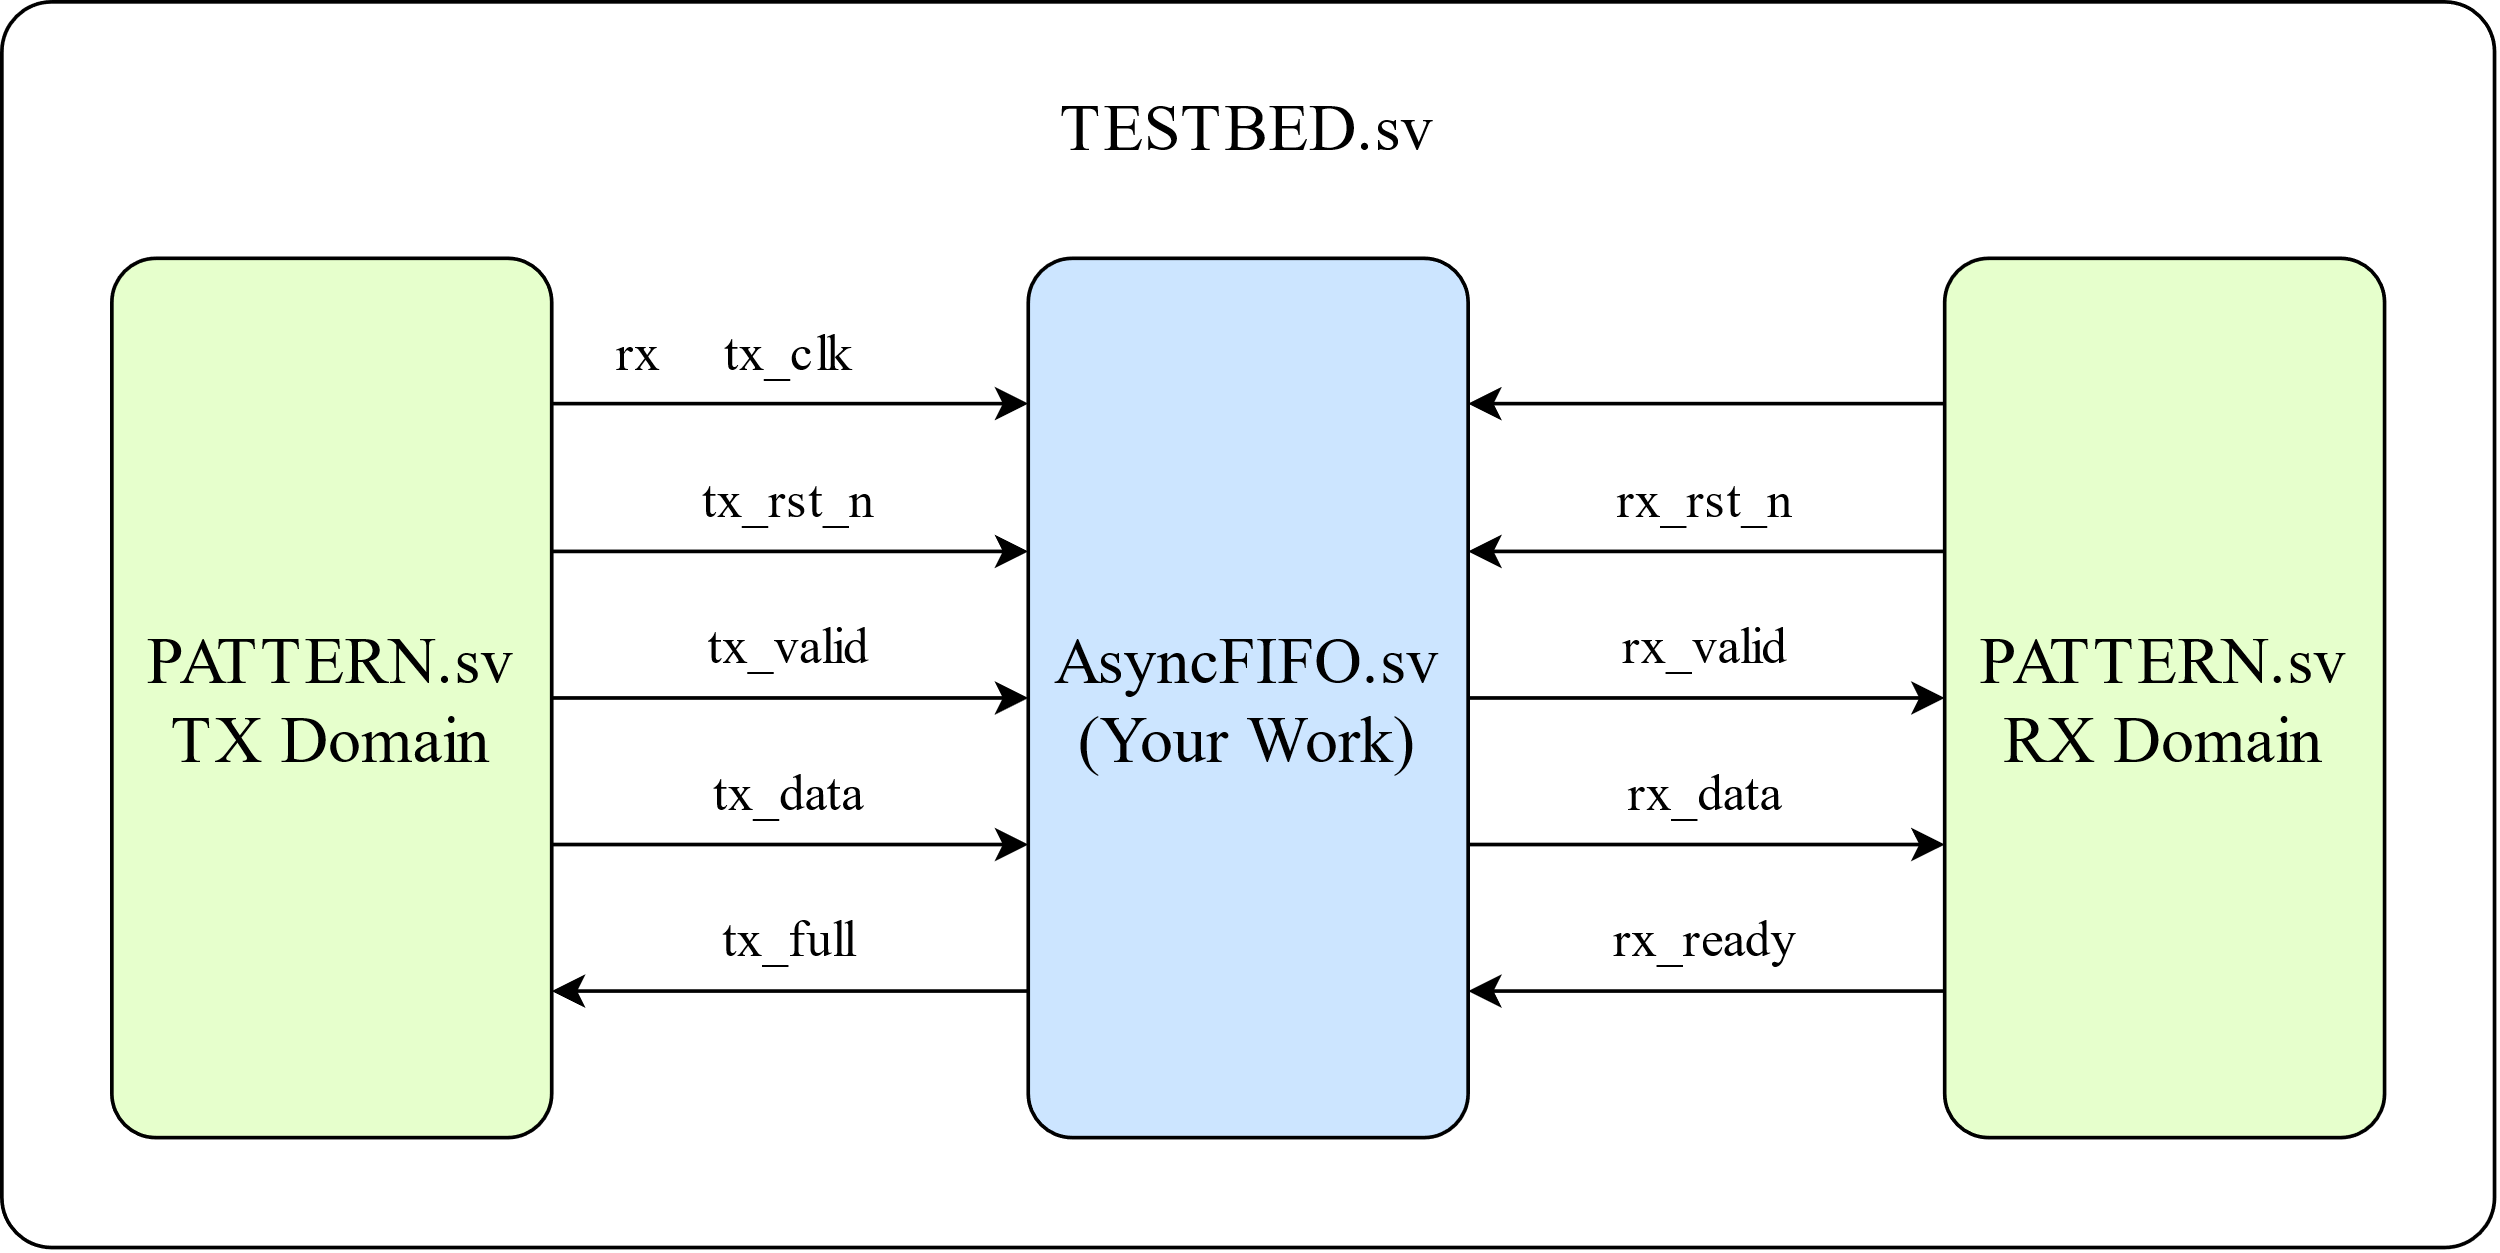 TESTBED.sv
rx tx_clk
tx_rst_n
rx_rst_n
tx_valid
rx_valid
PATTERN.sv
TX Domain
AsyncFIFO.sv
(Your Work)
PATTERN.sv
RX Domain
tx_data
rx_data
tx_full
rx_ready